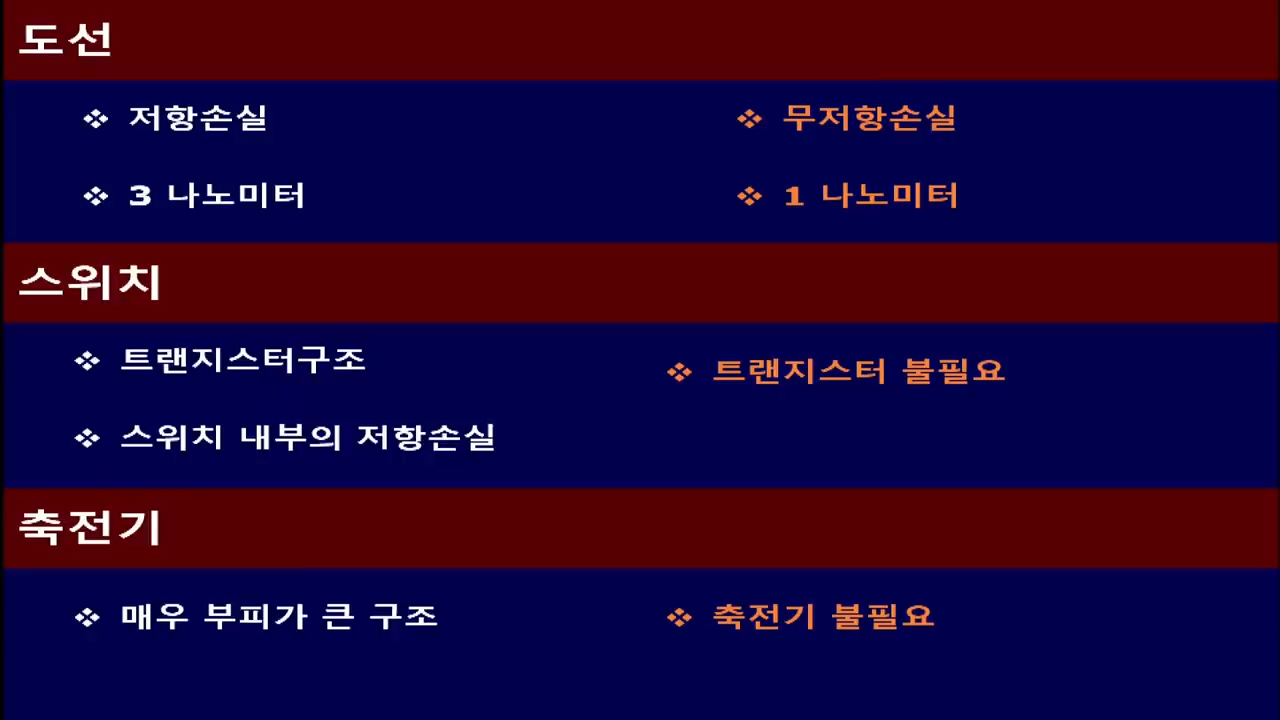 도선
❖ 저항손실
❖ 무저항손실
❖ 3 나노미터
❖ 1 나노미터
스위치
❖ 트랜지스터구조
❖ 트랜지스터 불필요
❖ 스위치 내부의 저항손실
축전기
❖ 매우 부피가 큰 구조
❖ 축전기 불필요